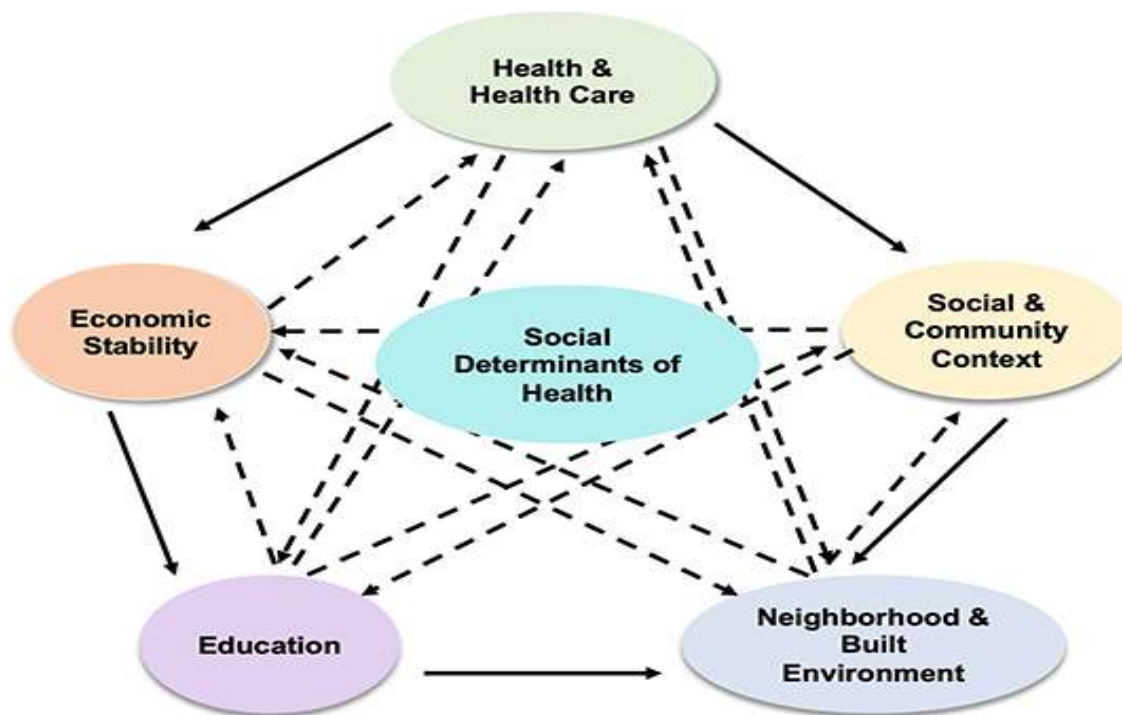 Health &
Health Care
Economic
Stability
Social
Determinants of
Health
Social &
Community
Context
Education
Neighborhood &
Built
Environment